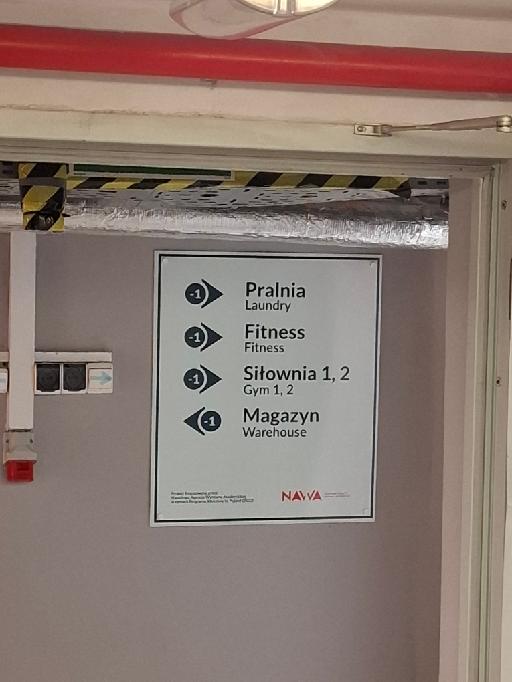 -1 Pralnia
Laundry
-1 Fitness
Fitness
-1 Siłownia 1, 2
Gym 1, 2
-1 Magazyn
Warehouse
NAWA